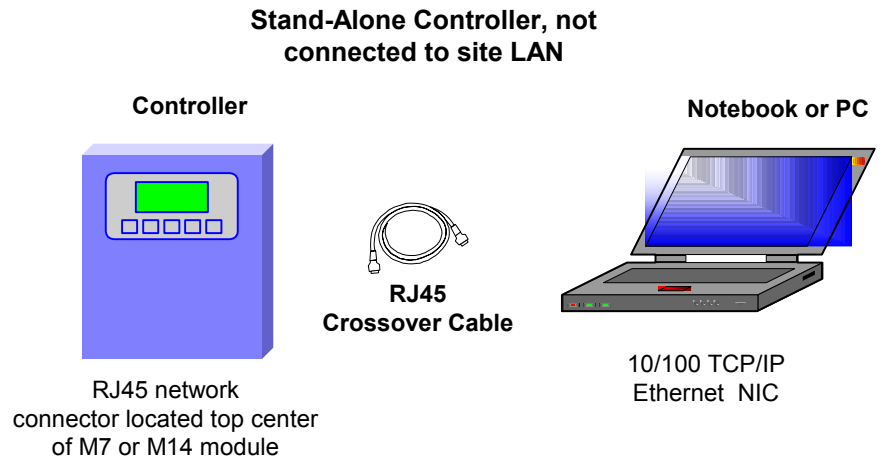 Stand-Alone Controller, not
connected to site LAN
Controller
Notebook or PC
RJ45
Crossover Cable
RJ45 network
connector located top center
of M7 or M14 module
10/100 TCP/IP
Ethernet NIC